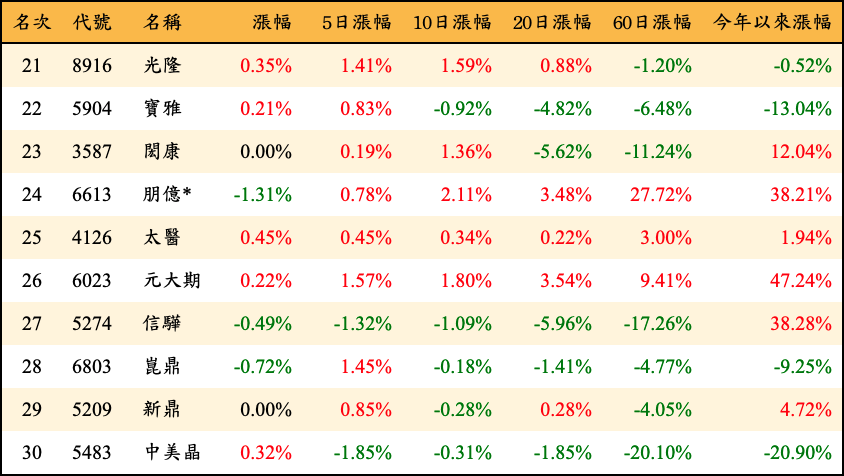 名次 代號 名稱 漲幅 5日漲幅 10日漲幅 20日漲幅 60日漲幅 今年以來漲幅
21 8916 光隆 0.35% 1.41% 1.59% 0.88% -1.20% -0.52%
22 5904 寶雅 0.21% 0.83% -0.92% -4.82% -6.48% -13.04%
23 3587 閎康 0.00% 0.19% 1.36% -5.62% -11.24% 12.04%
24 6613 朋億* -1.31% 0.78% 2.11% 3.48% 27.72% 38.21%
25 4126 太醫 0.45% 0.45% 0.34% 0.22% 3.00% 1.94%
26 6023 元大期 0.22% 1.57% 1.80% 3.54% 9.41% 47.24%
27 5274 信驊 -0.49% -1.32% -1.09% -5.96% -17.26% 38.28%
28 6803 崑鼎 -0.72% 1.45% -0.18% -1.41% -4.77% -9.25%
29 5209 新鼎 0.00% 0.85% -0.28% 0.28% -4.05% 4.72%
30 5483 中美晶 0.32% -1.85% -0.31% -1.85% -20.10% -20.90%